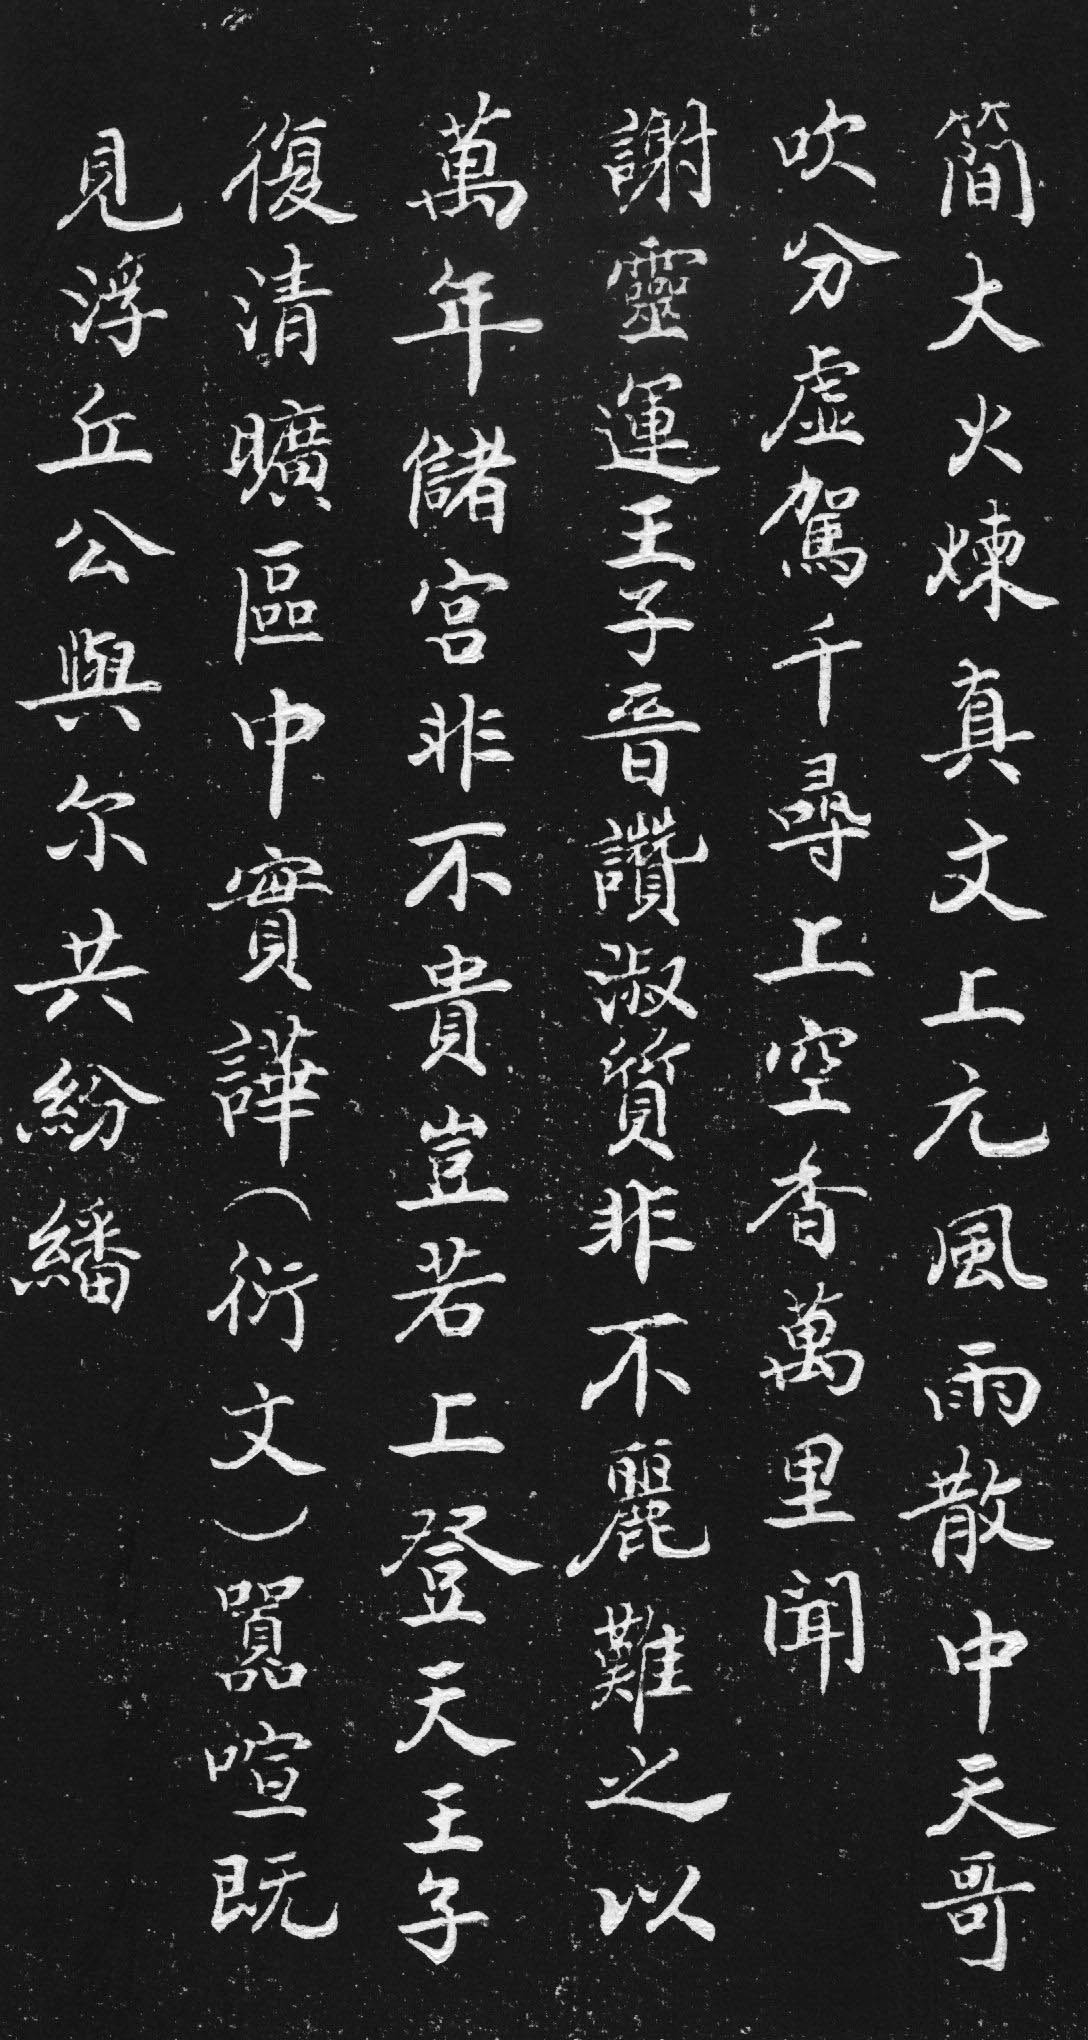 簡大火煉真文上元風雨散中天哥
吹分虛駕千尋上空香萬里聞
謝靈運王子晉讚淑質非不麗難之以
萬年儲宮非不貴豈若上登天王子
復清曠區中實譁（衍文）囂喧既
見浮丘公與尔共紛繙